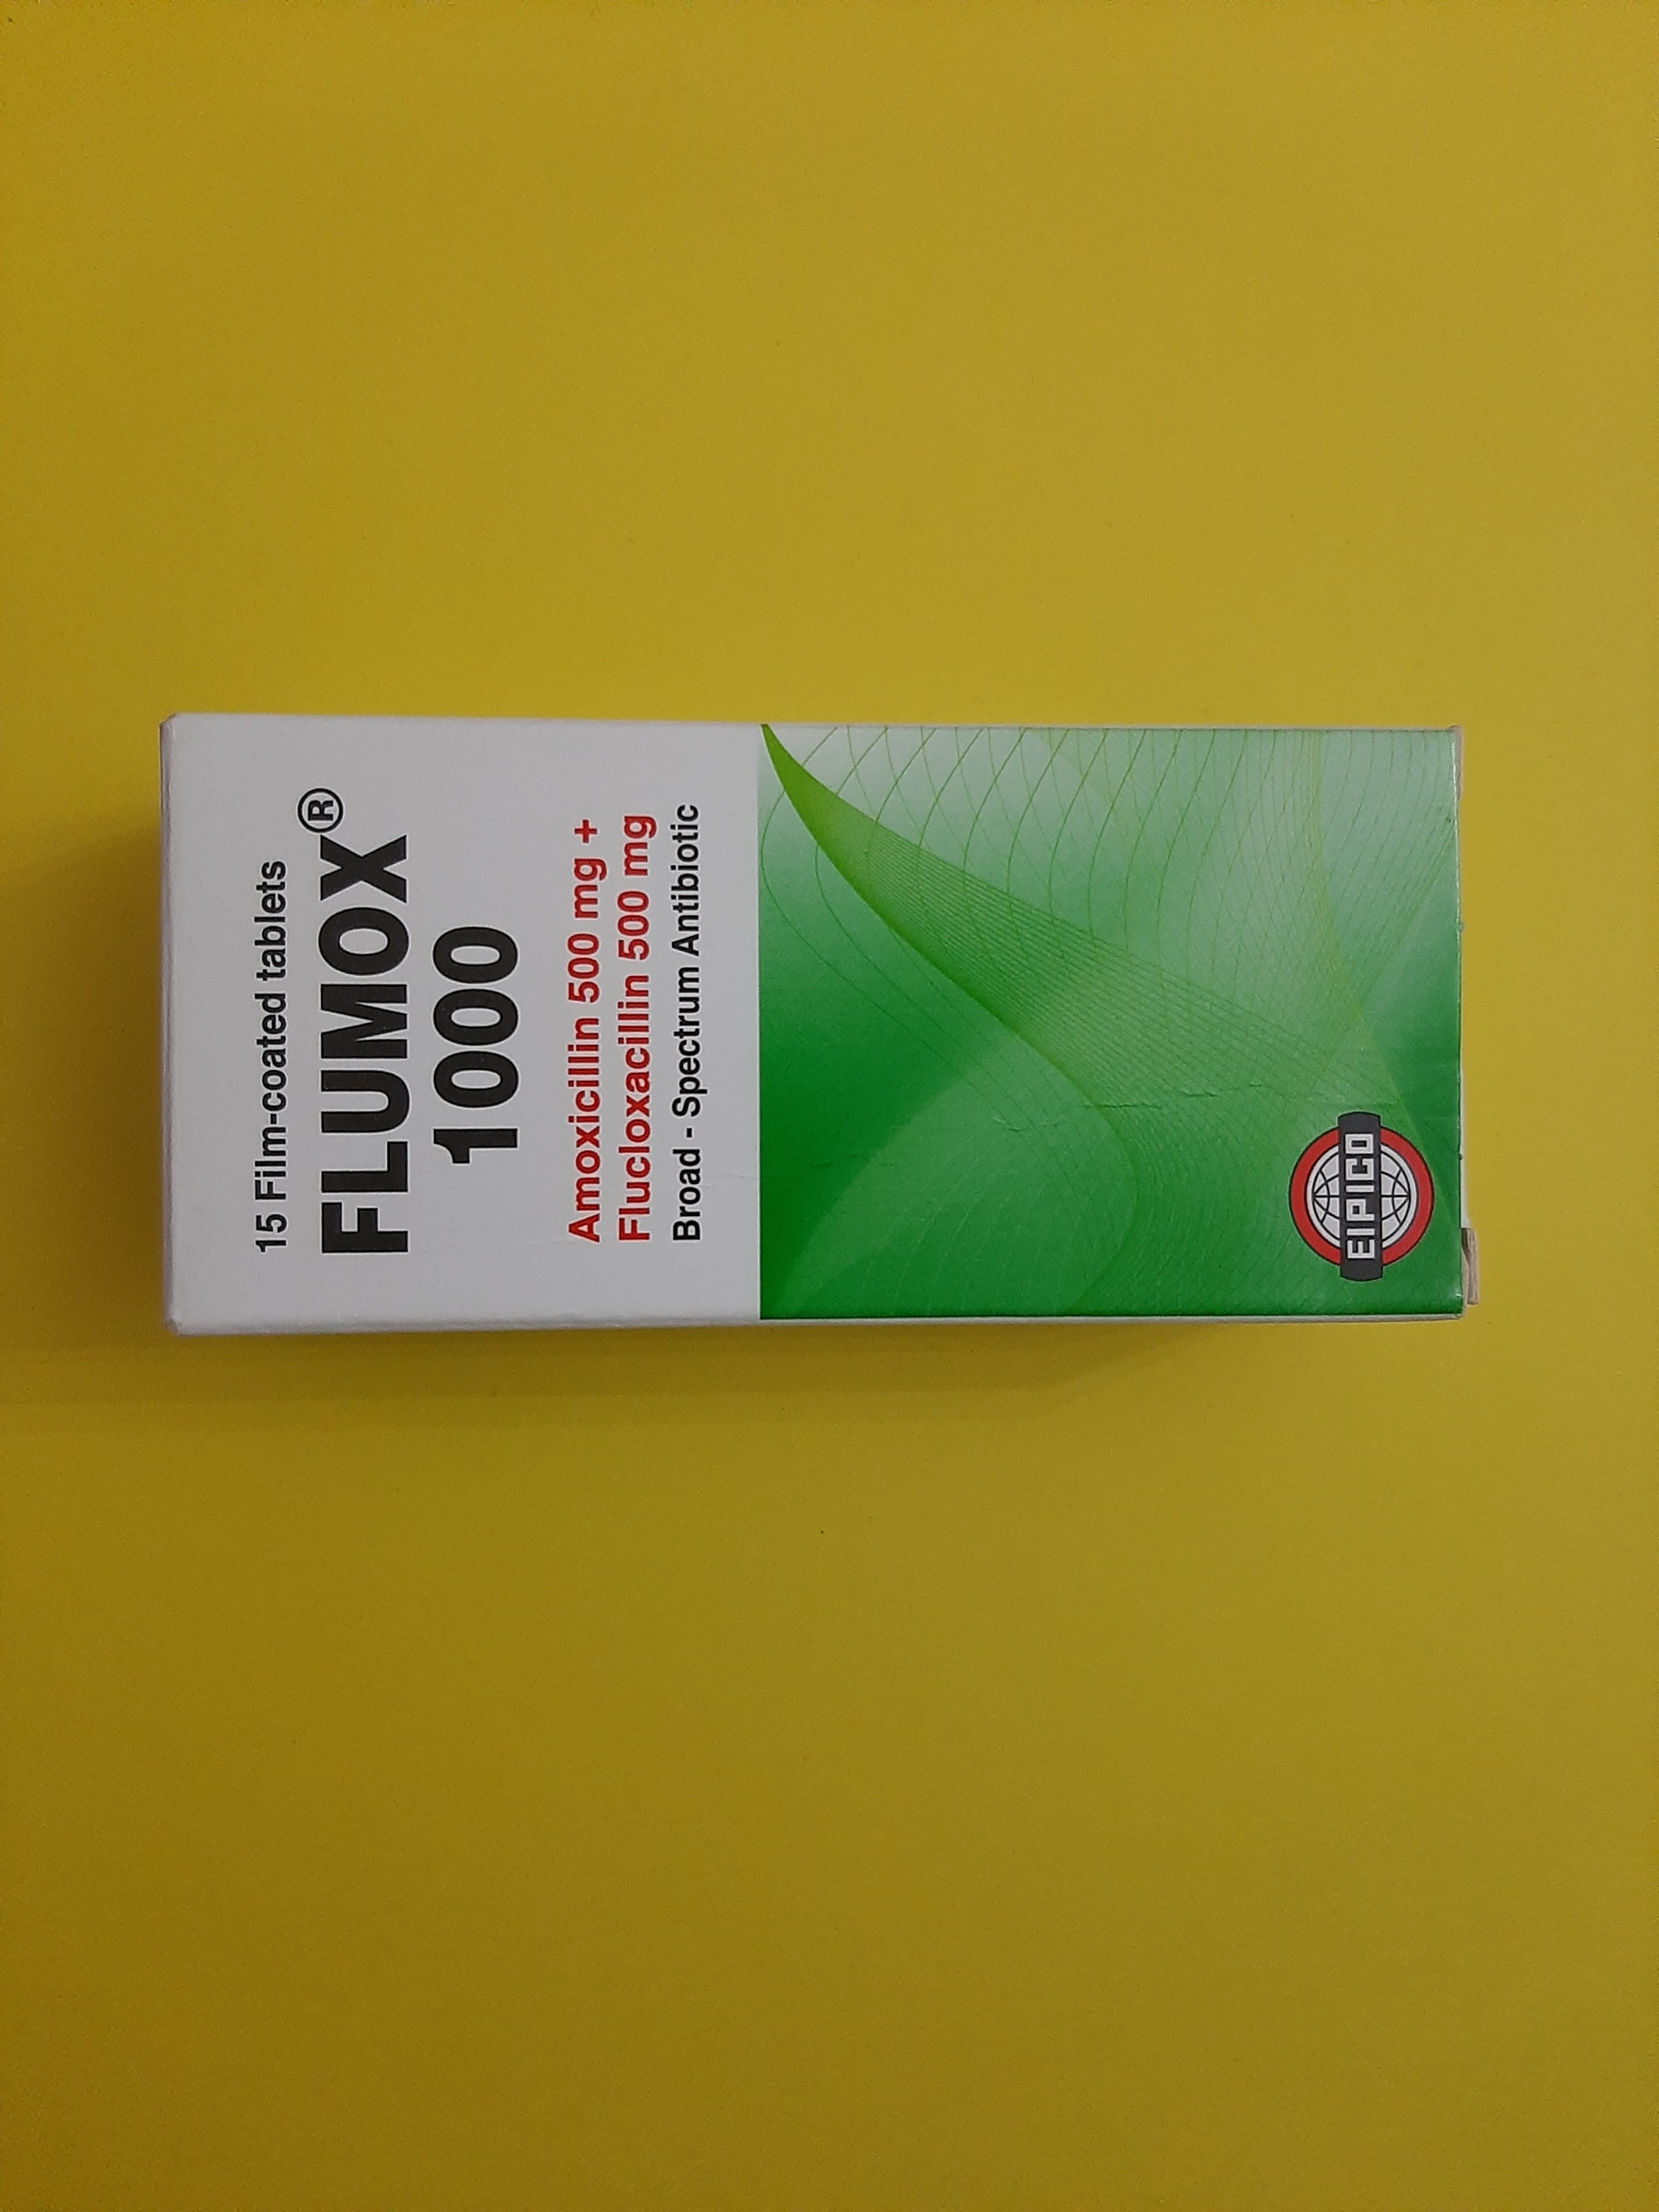 15 Film-coated tablets
FLUMOX®
1000
Amoxicillin 500 mg +
Flucloxacillin 500 mg
Broad - Spectrum Antibiotic
EIPICO